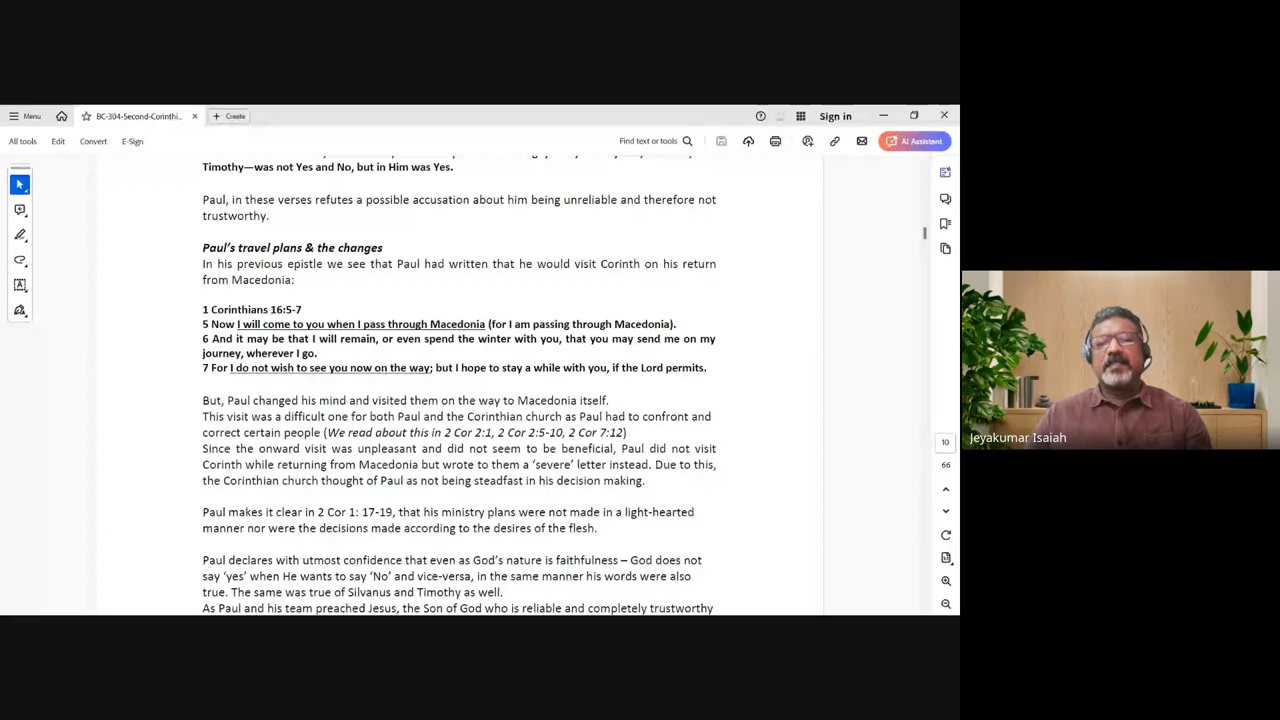 Menu
BC-304-Second-Corinthi...
Create
Sign in
All tools
Edit
Convert
E-Sign
Find text or tools
AI Assistant
Timothy—was not Yes and No, but in Him was Yes.
Paul, in these verses refutes a possible accusation about him being unreliable and therefore not
trustworthy.
Paul's travel plans & the changes
In his previous epistle we see that Paul had written that he would visit Corinth on his return
from Macedonia:
1 Corinthians 16:5-7
5 Now I will come to you when I pass through Macedonia (for I am passing through Macedonia).
6 And it may be that I will remain, or even spend the winter with you, that you may send me on my
journey, wherever I go.
7 For I do not wish to see you now on the way; but I hope to stay a while with you, if the Lord permits.
But, Paul changed his mind and visited them on the way to Macedonia itself.
This visit was a difficult one for both Paul and the Corinthian church as Paul had to confront and
correct certain people (We read about this in 2 Cor 2:1, 2 Cor 2:5-10, 2 Cor 7:12)
Since the onward visit was unpleasant and did not seem to be beneficial, Paul did not visit
Corinth while returning from Macedonia but wrote to them a 'severe' letter instead. Due to this,
the Corinthian church thought of Paul as not being steadfast in his decision making.
Paul makes it clear in 2 Cor 1: 17-19, that his ministry plans were not made in a light-hearted
manner nor were the decisions made according to the desires of the flesh.
Paul declares with utmost confidence that even as God's nature is faithfulness – God does not
say 'yes' when He wants to say 'No' and vice-versa, in the same manner his words were also
true. The same was true of Silvanus and Timothy as well.
As Paul and his team preached Jesus, the Son of God who is reliable and completely trustworthy
10
66
Jeyakumar Isaiah